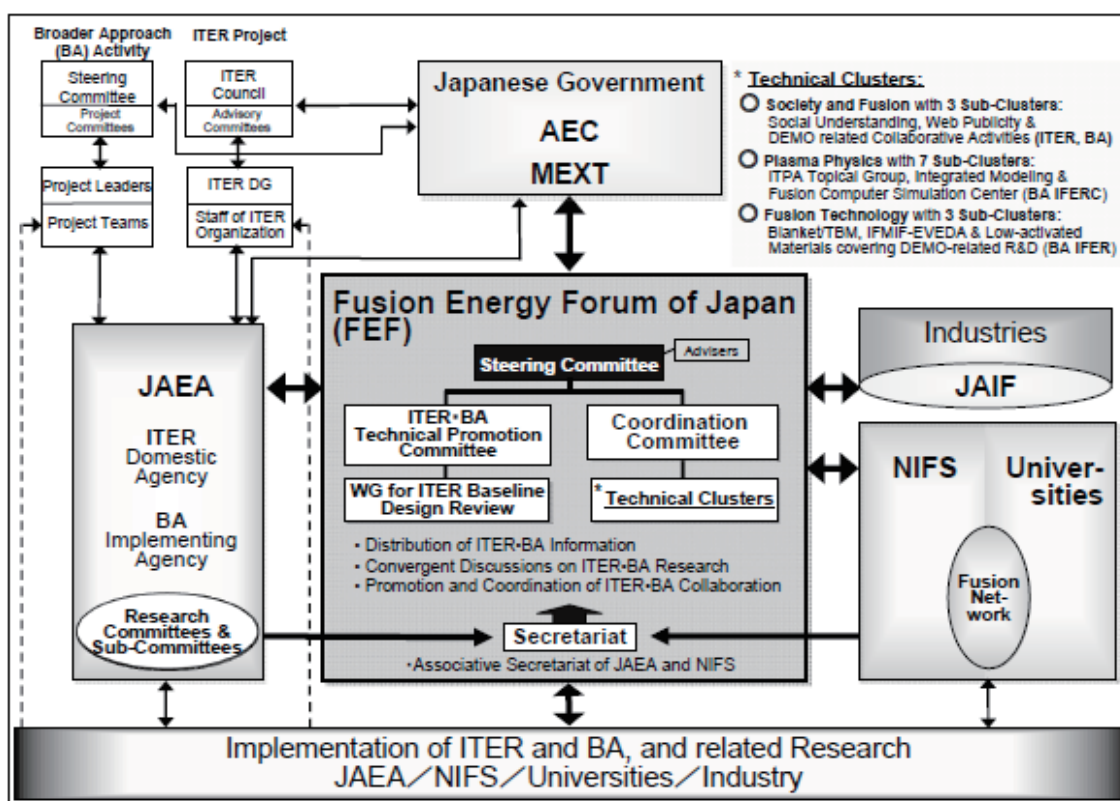 Broader Approach
(BA) Activity
ITER Project
Steering
Committee
Project
Committees
ITER
Council
Advisory
Committees
Project Leaders
Project Teams
ITER DG
Staff of ITER
Organization
Japanese Government
AEC
MEXT
* Technical Clusters:
Society and Fusion with 3 Sub-Clusters:
Social Understanding, Web Publicity &
DEMO related Collaborative Activities (ITER, BA)
Plasma Physics with 7 Sub-Clusters:
ITPA Topical Group, Integrated Modeling &
Fusion Computer Simulation Center (BA IFERC)
Fusion Technology with 3 Sub-Clusters:
Blanket/TBM, IFMIF-EVEDA & Low-activated
Materials covering DEMO-related R&D (BA IFER)
JAEA
ITER
Domestic
Agency
BA
Implementing
Agency
Research
Committees &
Sub-Committees
Fusion Energy Forum of Japan
(FEF)
Steering Committee
Advisers
ITER・BA
Technical Promotion
Committee
Coordination
Committee
WG for ITER Baseline
Design Review
* Technical Clusters
・Distribution of ITER・BA Information
・Convergent Discussions on ITER・BA Research
・Promotion and Coordination of ITER・BA Collaboration
Secretariat
・Associative Secretariat of JAEA and NIFS
Industries
JAIF
NIFS
Univer-
sities
Fusion
Net-
work
Implementation of ITER and BA, and related Research
JAEA／NIFS／Universities／Industry